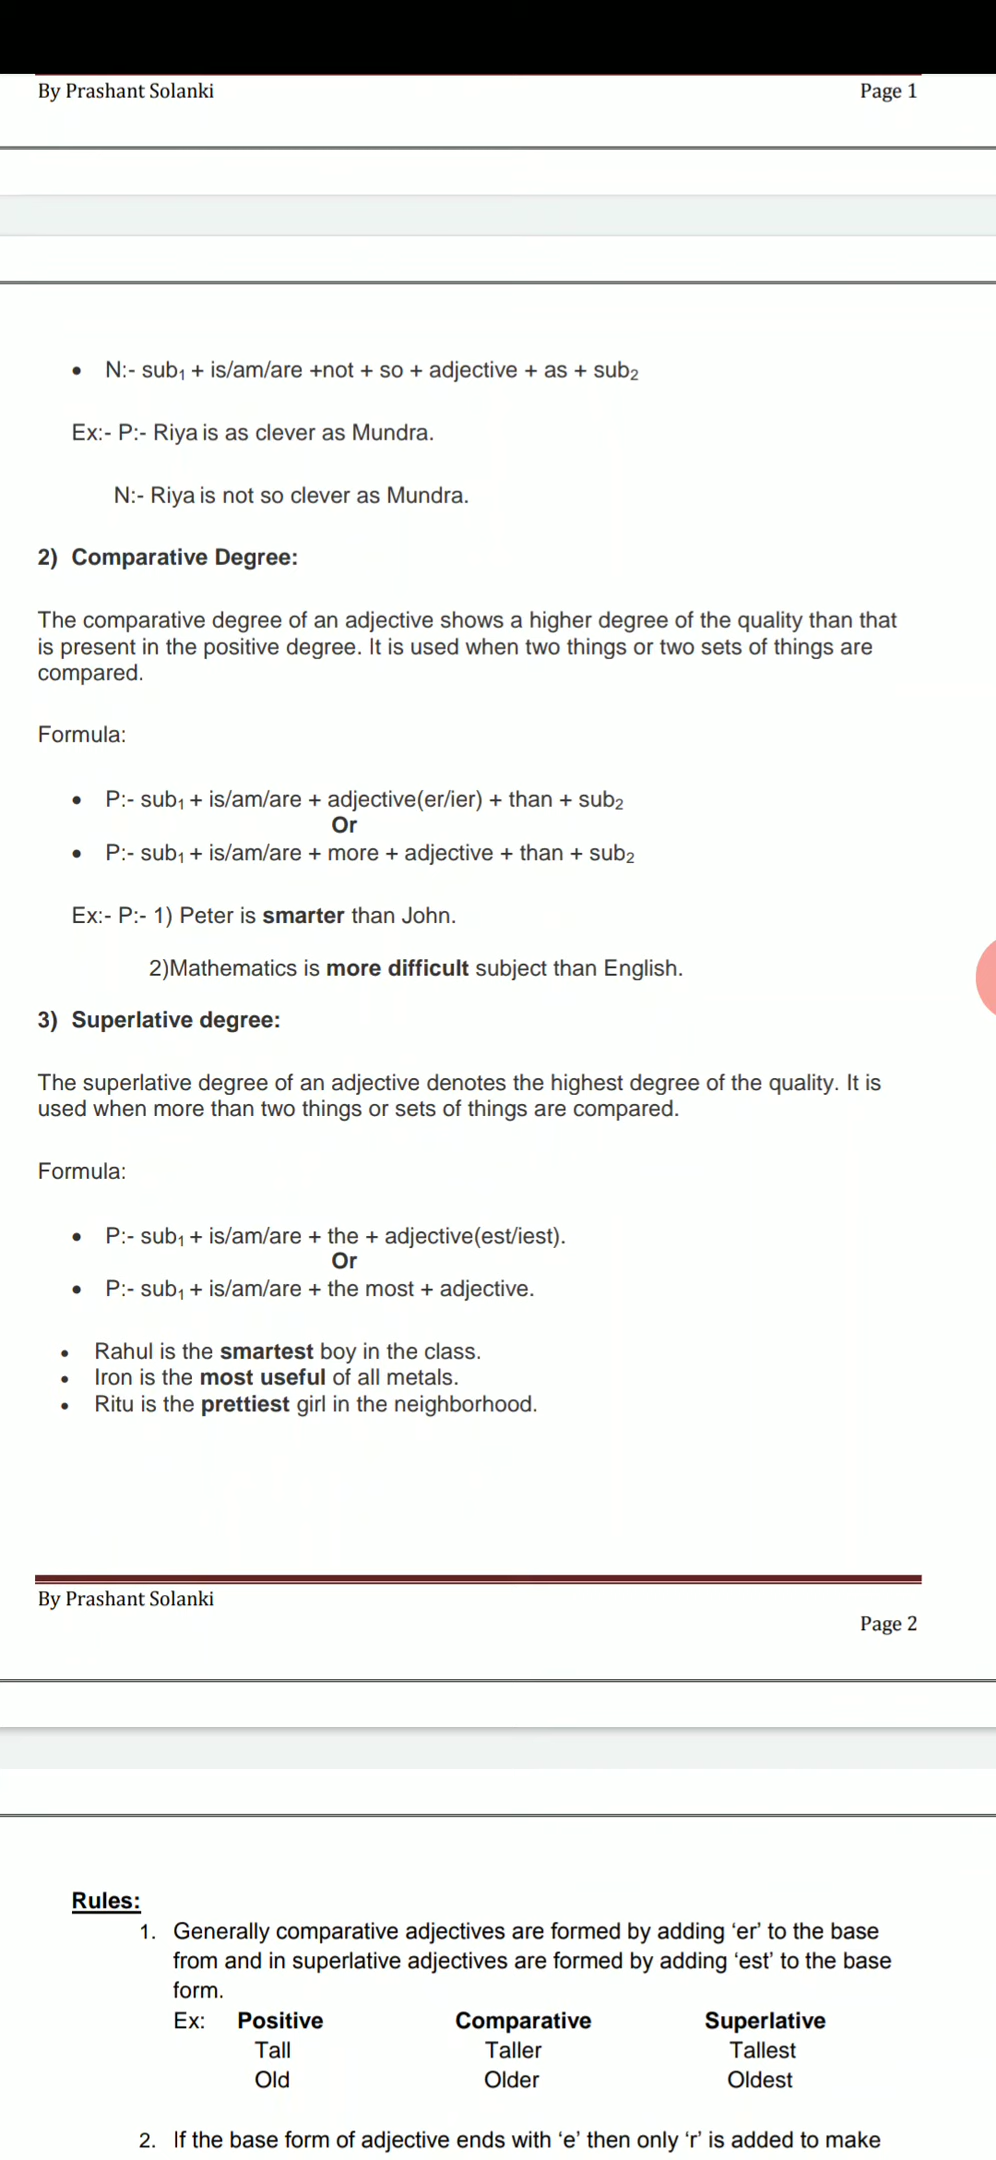 By Prashant Solanki Page 1
• N:- sub₁ + is/am/are +not + so + adjective + as + sub₂
Ex:- P:- Riya is as clever as Mundra.
N:- Riya is not so clever as Mundra.
2) Comparative Degree:
The comparative degree of an adjective shows a higher degree of the quality than that
is present in the positive degree. It is used when two things or two sets of things are
compared.
Formula:
• P:- sub₁ + is/am/are + adjective(er/ier) + than + sub₂
Or
• P:- sub₁ + is/am/are + more + adjective + than + sub₂
Ex:- P:- 1) Peter is smarter than John.
2)Mathematics is more difficult subject than English.
3) Superlative degree:
The superlative degree of an adjective denotes the highest degree of the quality. It is
used when more than two things or sets of things are compared.
Formula:
• P:- sub₁ + is/am/are + the + adjective(est/iest).
Or
• P:- sub₁ + is/am/are + the most + adjective.
• Rahul is the smartest boy in the class.
• Iron is the most useful of all metals.
• Ritu is the prettiest girl in the neighborhood.
By Prashant Solanki
Page 2
Rules:
1. Generally comparative adjectives are formed by adding ‘er’ to the base
from and in superlative adjectives are formed by adding ‘est’ to the base
form.
Ex: Positive Comparative Superlative
Tall Taller Tallest
Old Older Oldest
2. If the base form of adjective ends with ‘e’ then only ‘r’ is added to make